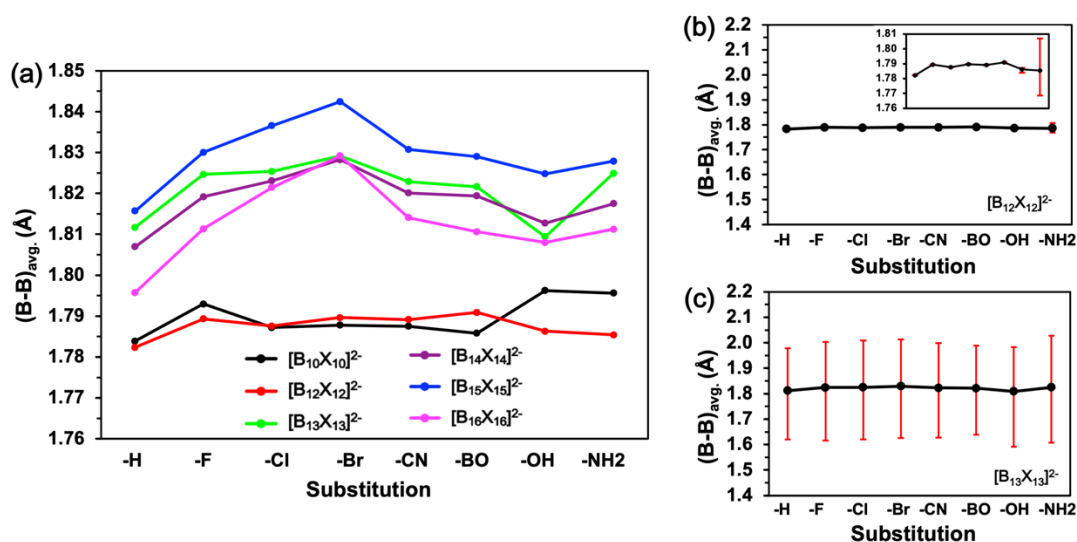 (a)
(B-B)avg. (Å)
1.85
1.84
1.83
1.82
1.81
1.80
1.79
1.78
1.77
1.76
[B10X10]2-
[B12X12]2-
[B13X13]2-
[B14X14]2-
[B15X15]2-
[B16X16]2-
-H -F -Cl -Br -CN -BO -OH -NH2
Substitution
(b)
(B-B)avg. (Å)
2.2
2.1
2.0
1.9
1.8
1.7
1.6
1.5
1.4
1.81
1.79
1.78
1.76
[B12X12]2-
-H -F -Cl -Br -CN -BO -OH -NH2
Substitution
(c)
(B-B)avg. (Å)
2.2
2.1
2.0
1.9
1.8
1.7
1.6
1.5
1.4
[B13X13]2-
-H -F -Cl -Br -CN -BO -OH -NH2
Substitution